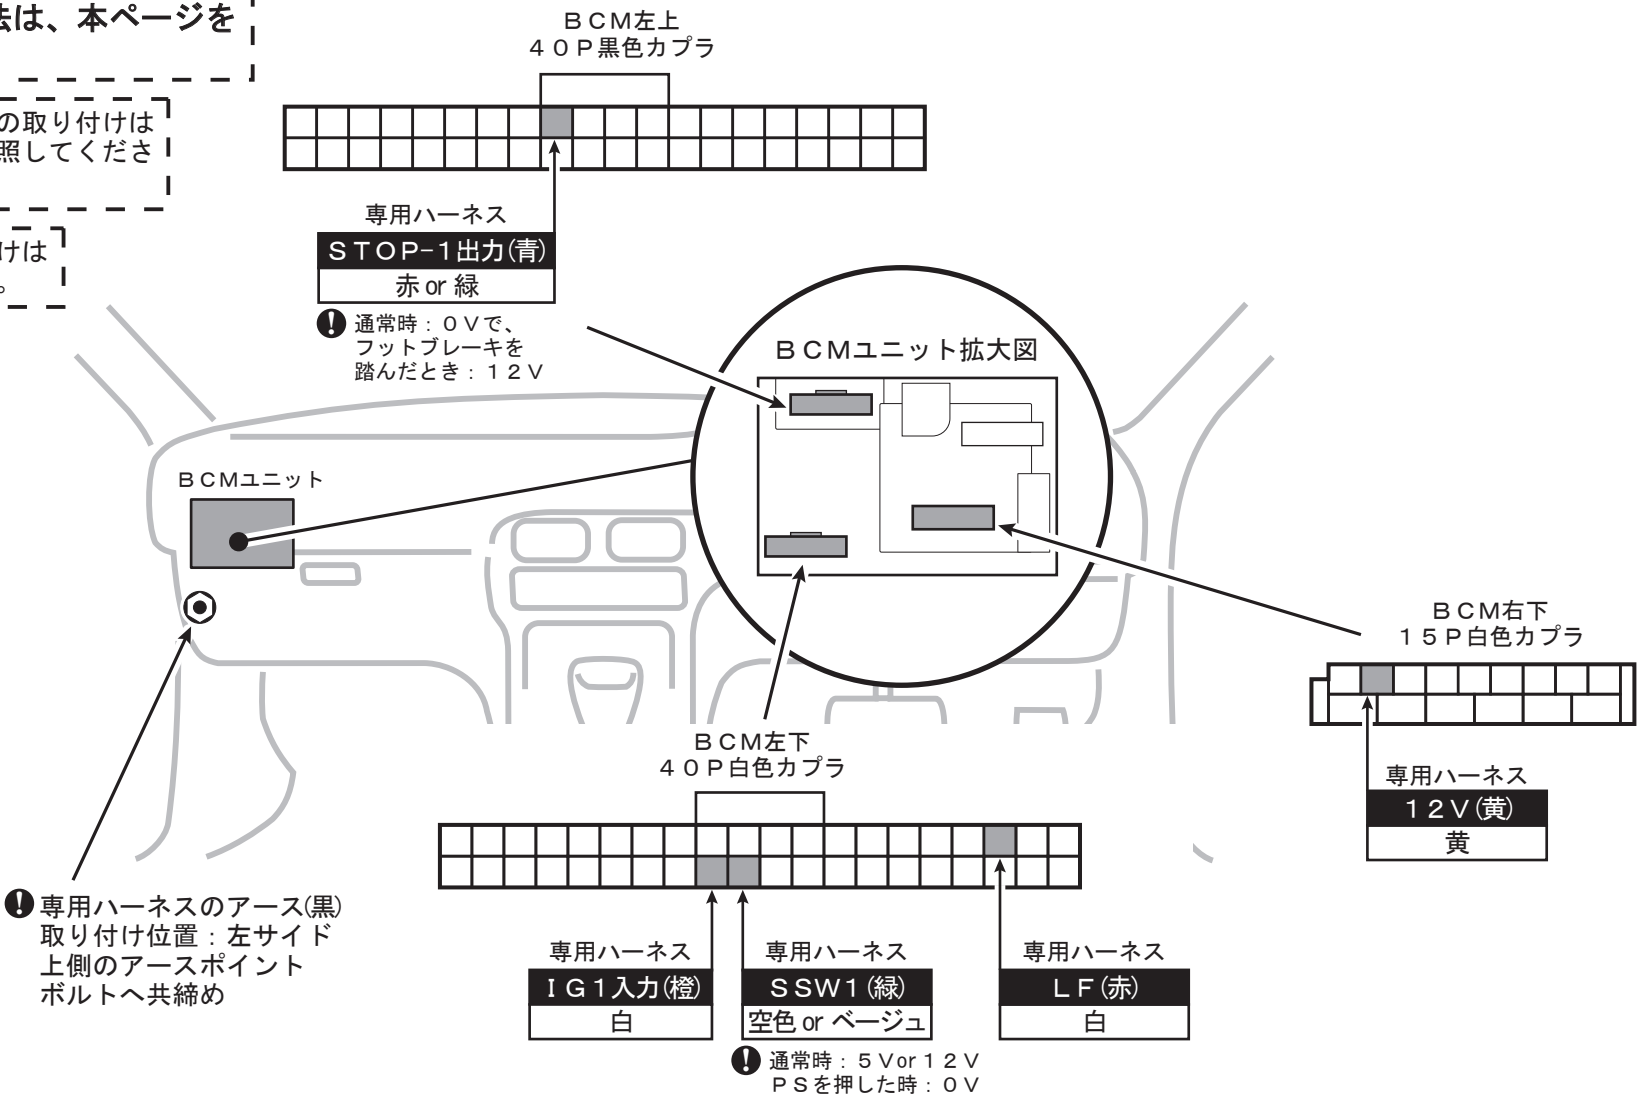 法は、本ページを
の取り付けは
照してくださ
けは
。
ＢＣＭ左上
４０Ｐ黒色カプラ
専用ハーネス
ＳＴＯＰ-１出力(青)
赤 or 緑
通常時：０Ｖで、
フットブレーキを
踏んだとき：１２Ｖ
ＢＣＭユニット拡大図
ＢＣＭユニット
ＢＣＭ右下
１５Ｐ白色カプラ
専用ハーネス
１２Ｖ(黄)
黄
ＢＣＭ左下
４０Ｐ白色カプラ
専用ハーネスのアース(黒)
取り付け位置：左サイド
上側のアースポイント
ボルトへ共締め
専用ハーネス
ＩＧ１入力(橙)
白
専用ハーネス
ＳＳＷ１(緑)
空色 or ベージュ
通常時：５Ｖor１２Ｖ
ＰＳを押した時：０Ｖ
専用ハーネス
ＬＦ(赤)
白